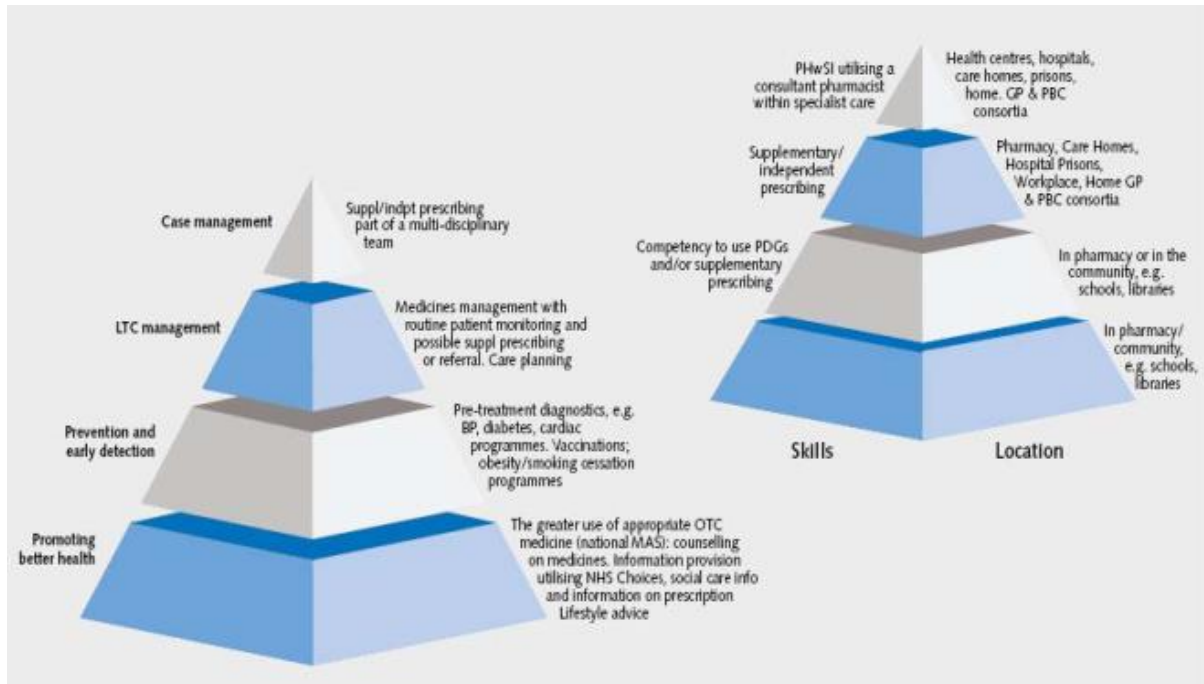 Case management
Suppl/indpt prescribing
part of a multi-disciplinary
team
LTC management
Medicines management with
routine patient monitoring and
possible suppl prescribing
or referral. Care planning
Prevention and
early detection
Pre-treatment diagnostics, e.g.
BP, diabetes, cardiac
programmes. Vaccinations;
obesity/smoking cessation
programmes
Promoting
better health
The greater use of appropriate OTC
medicine (national MAS): counselling
on medicines. Information provision
utilising NHS Choices, social care info
and information on prescription
Lifestyle advice
PHwSI utilising a
consultant pharmacist
within specialist care
Health centres, hospitals,
care homes, prisons,
home. GP & PBC
consortia
Supplementary/
independent
prescribing
Pharmacy, Care Homes,
Hospital Prisons,
Workplace, Home GP
& PBC consortia
Competency to use PDGs
and/or supplementary
prescribing
In pharmacy or in the
community, e.g.
schools, libraries
In pharmacy/
community,
e.g. schools,
libraries
Skills
Location